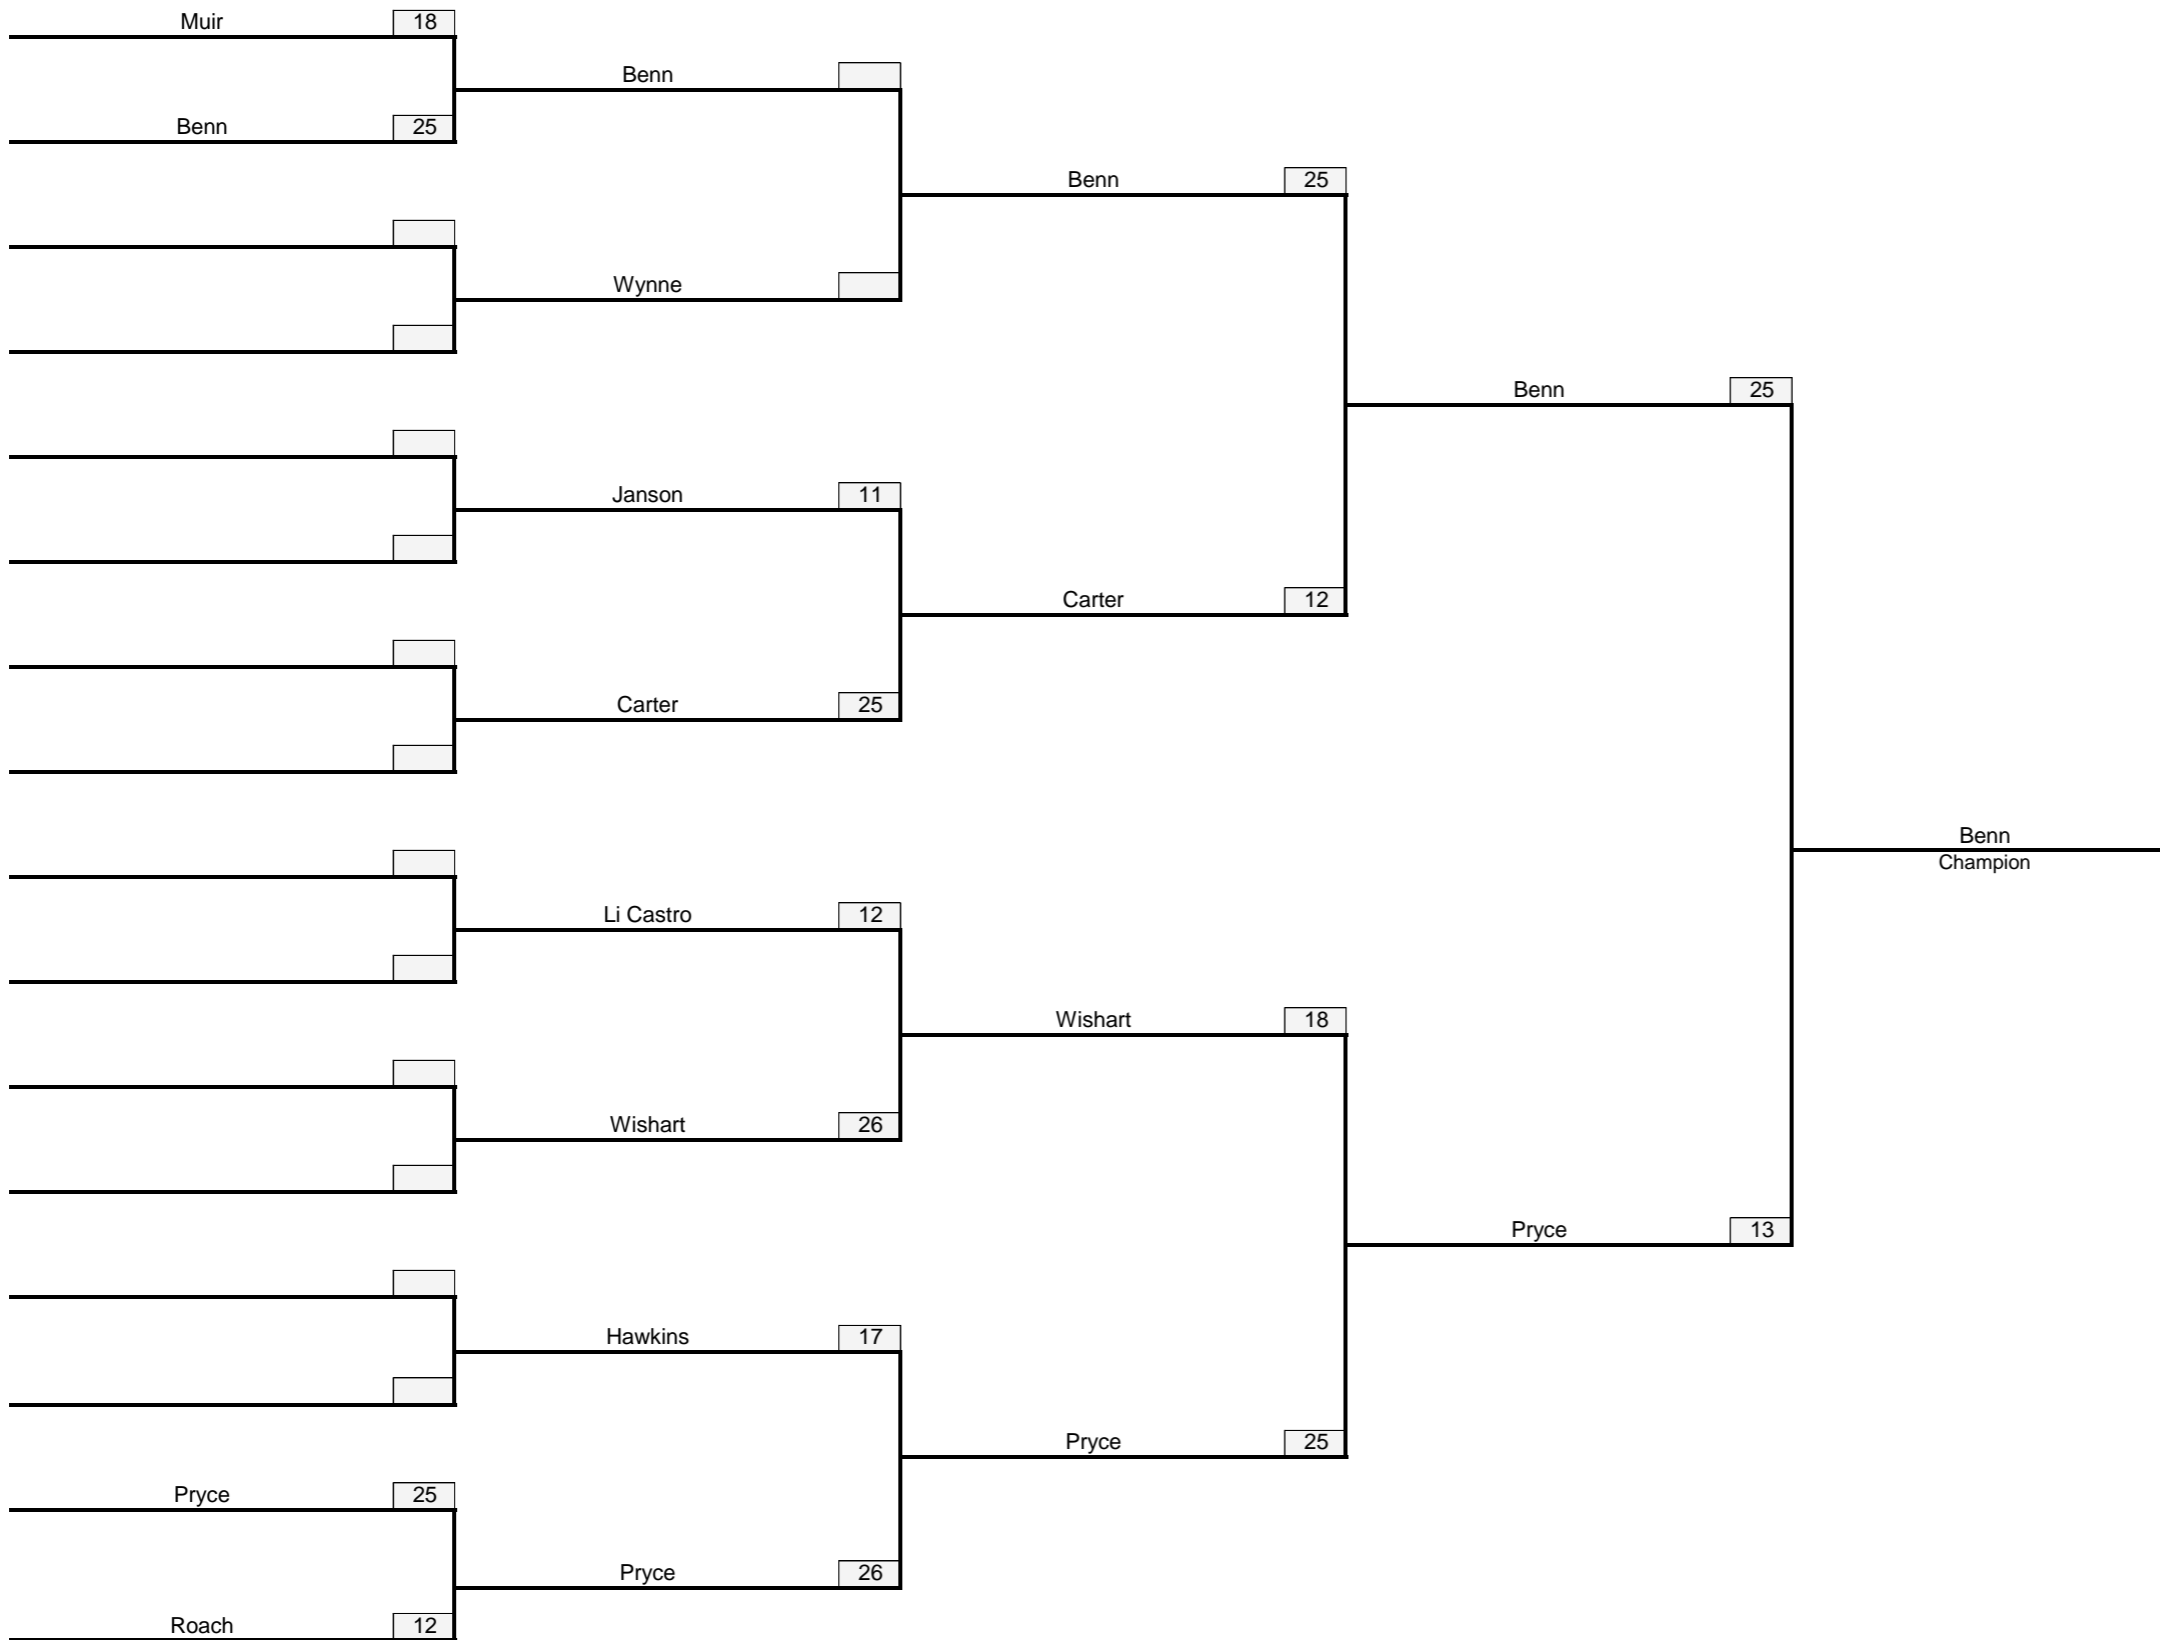 Muir 18
Benn
Benn 25
Benn 25
Wynne
Benn 25
Janson 11
Carter 12
Carter 25
Benn
Champion
Li Castro 12
Wishart 18
Wishart 26
Pryce 13
Hawkins 17
Pryce 25
Pryce 25
Pryce 26
Roach 12